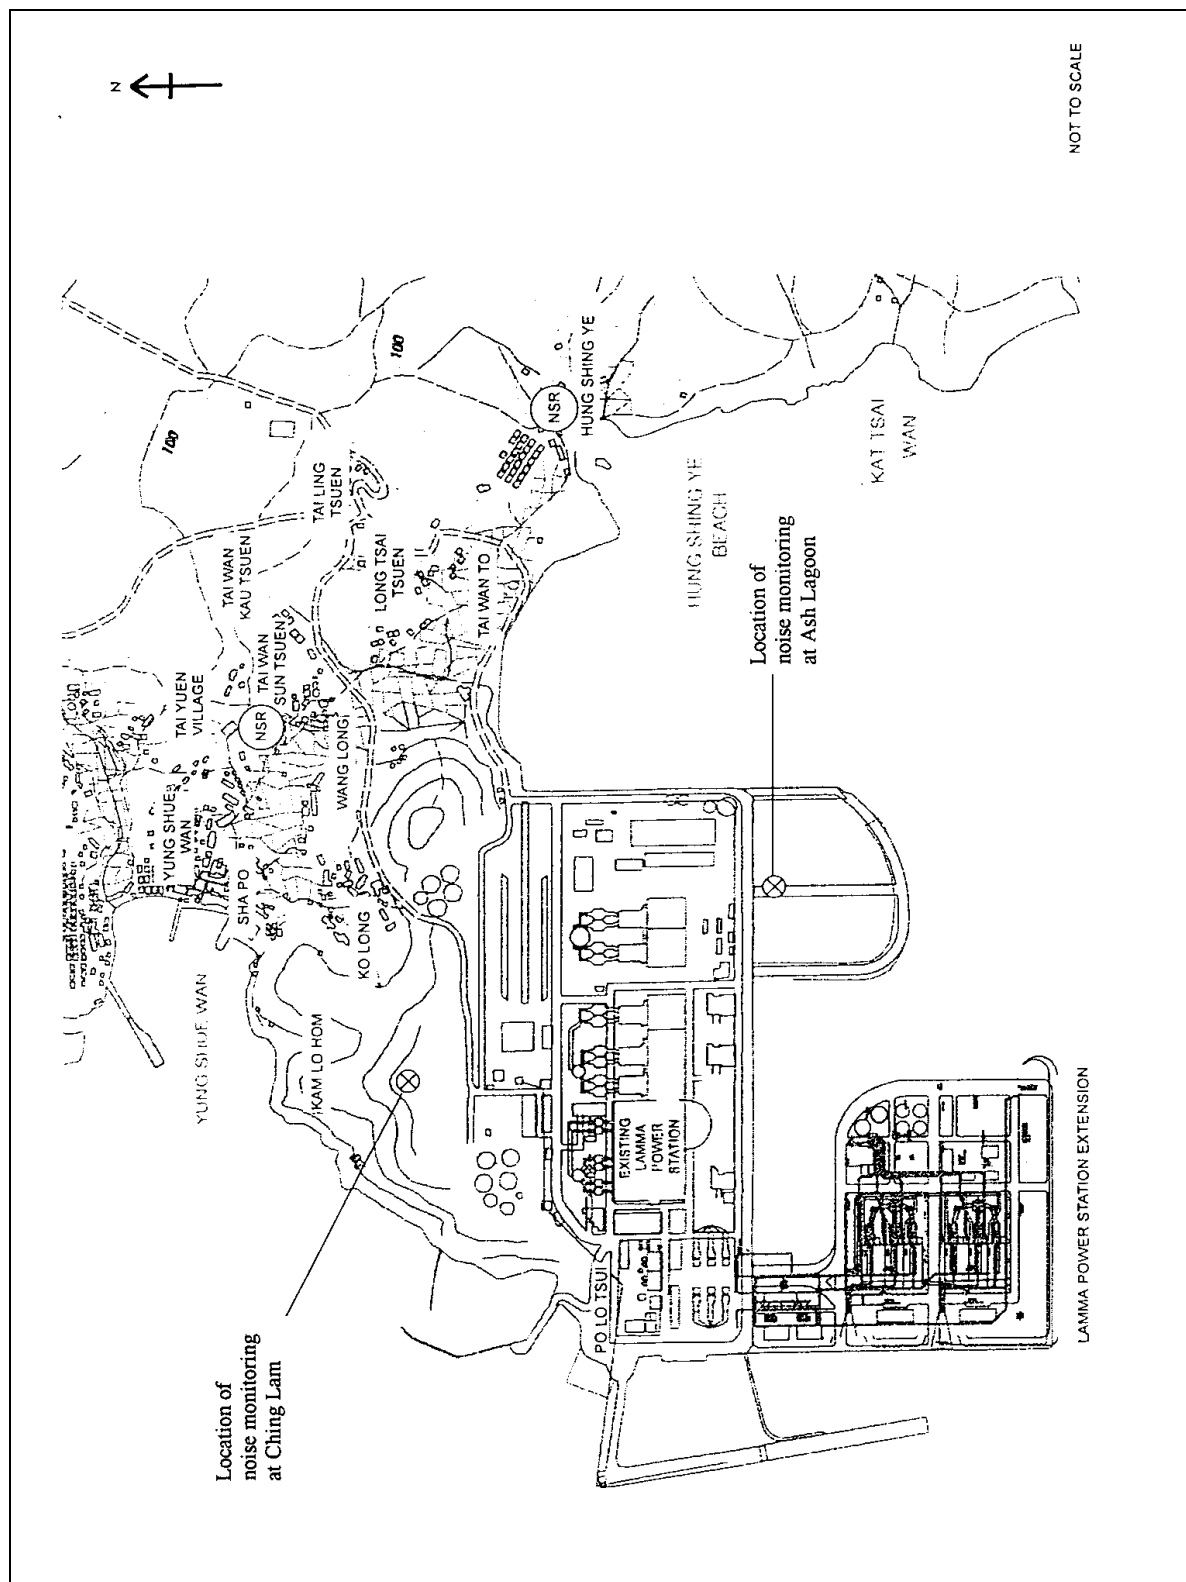 N
Location of
noise monitoring
at Ching Lam
YUNG SHUE WAN
YUNG SHUE
WAN
TAI YUEN
VILLAGE
100
SHA PO
NSR
TAI WAN
SUN TSUEN
TAI WAN
KAU TSUEN
KAM LO HOM
KO LONG
WANG LONG
TAI LING
TSUEN
LONG TSAI
TSUEN
100
TAI WAN TO
NSR
HUNG SHING YE
PO LO TSUI
EXISTING
LAMMA
POWER
STATION
HUNG SHING YE
BEACH
Location of
noise monitoring
at Ash Lagoon
KAT TSAI
WAN
LAMMA POWER STATION EXTENSION
NOT TO SCALE